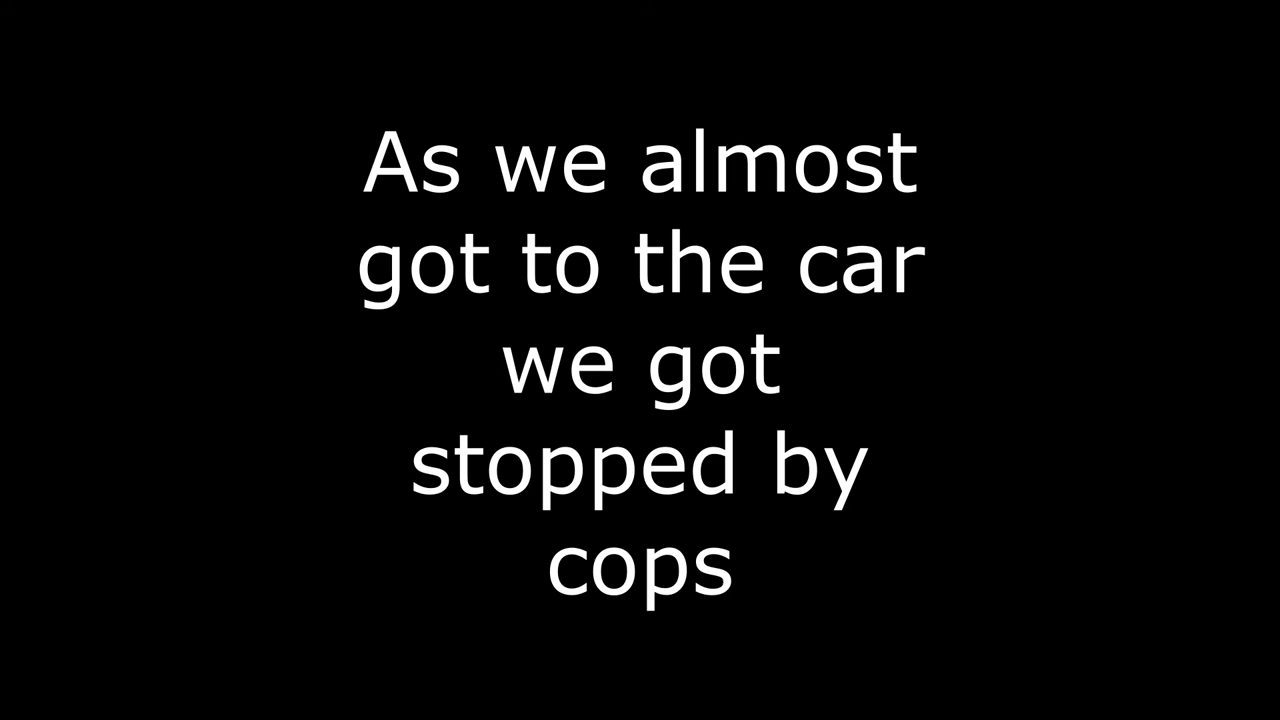 As we almost
got to the car
we got
stopped by
cops